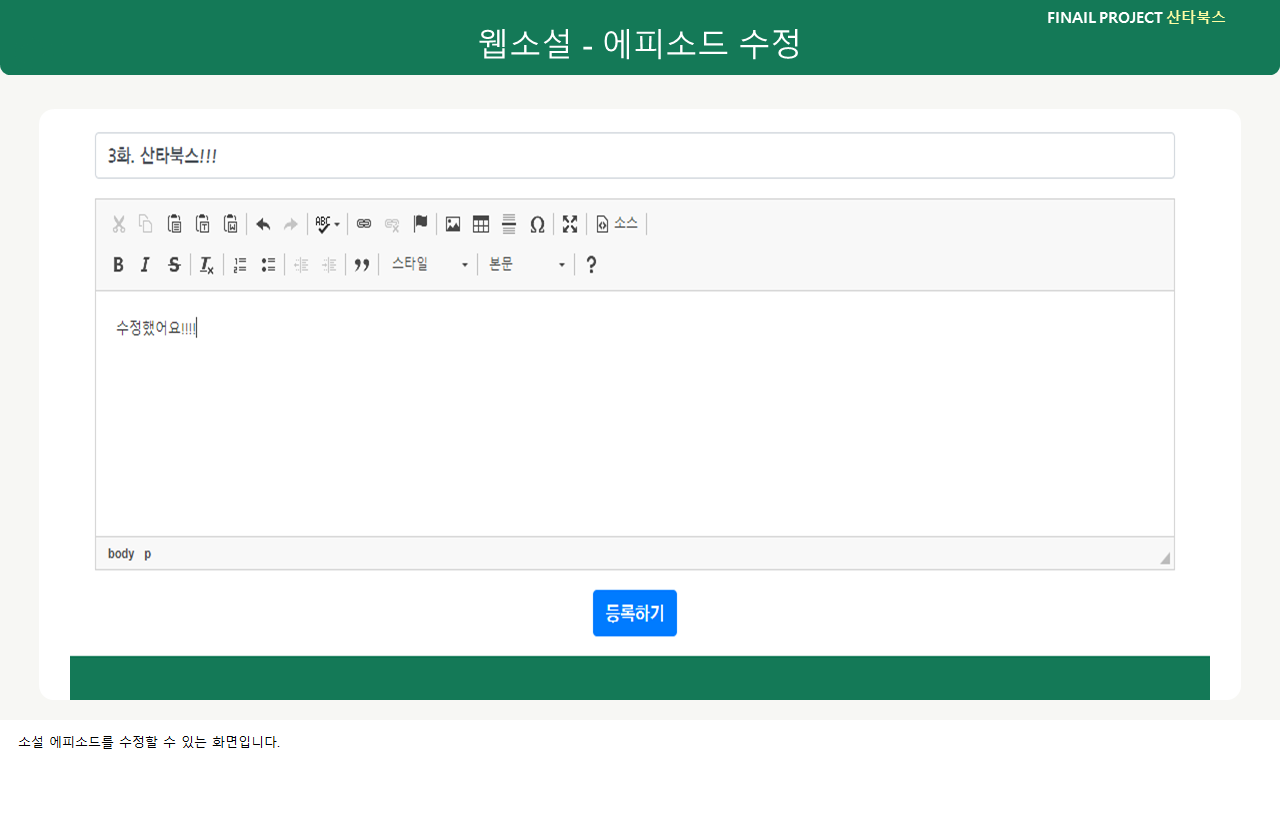 FINAIL PROJECT 산타북스
웹소설 - 에피소드 수정
3화. 산타북스!!!
ABC 소스
B I S Tx 스타일 본문 ?
수정했어요!!!!
body p
등록하기
소설 에피소드를 수정할 수 있는 화면입니다.